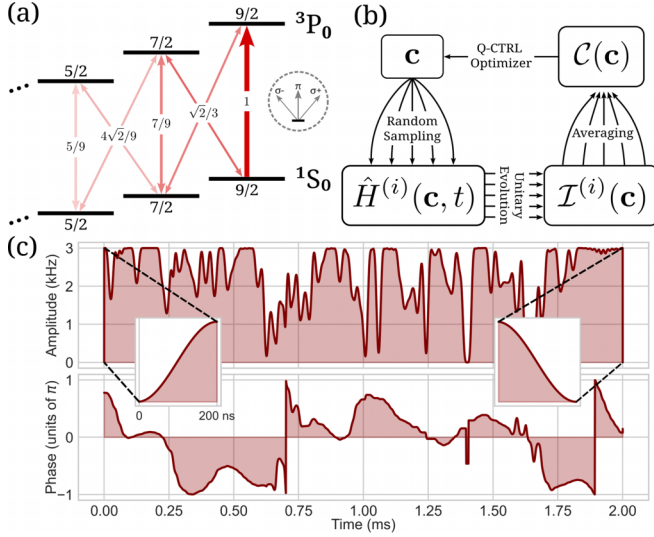 (a)
9/2
³P₀
7/2
5/2
...
σ-
π
σ+
5/9
4√2/9
7/9
√2/3
1
¹S₀
9/2
7/2
5/2
...
(b)
c
Q-CTRL
Optimizer
𝒞(c)
Random
Sampling
Averaging
Ĥ⁽ⁱ⁾(c, t)
Unitary
Evolution
ℐ⁽ⁱ⁾(c)
(c)
Amplitude (kHz)
3
2
1
0
0
200 ns
Phase (units of π)
1
0
−1
0.00
0.25
0.50
0.75
1.00
1.25
1.50
1.75
2.00
Time (ms)